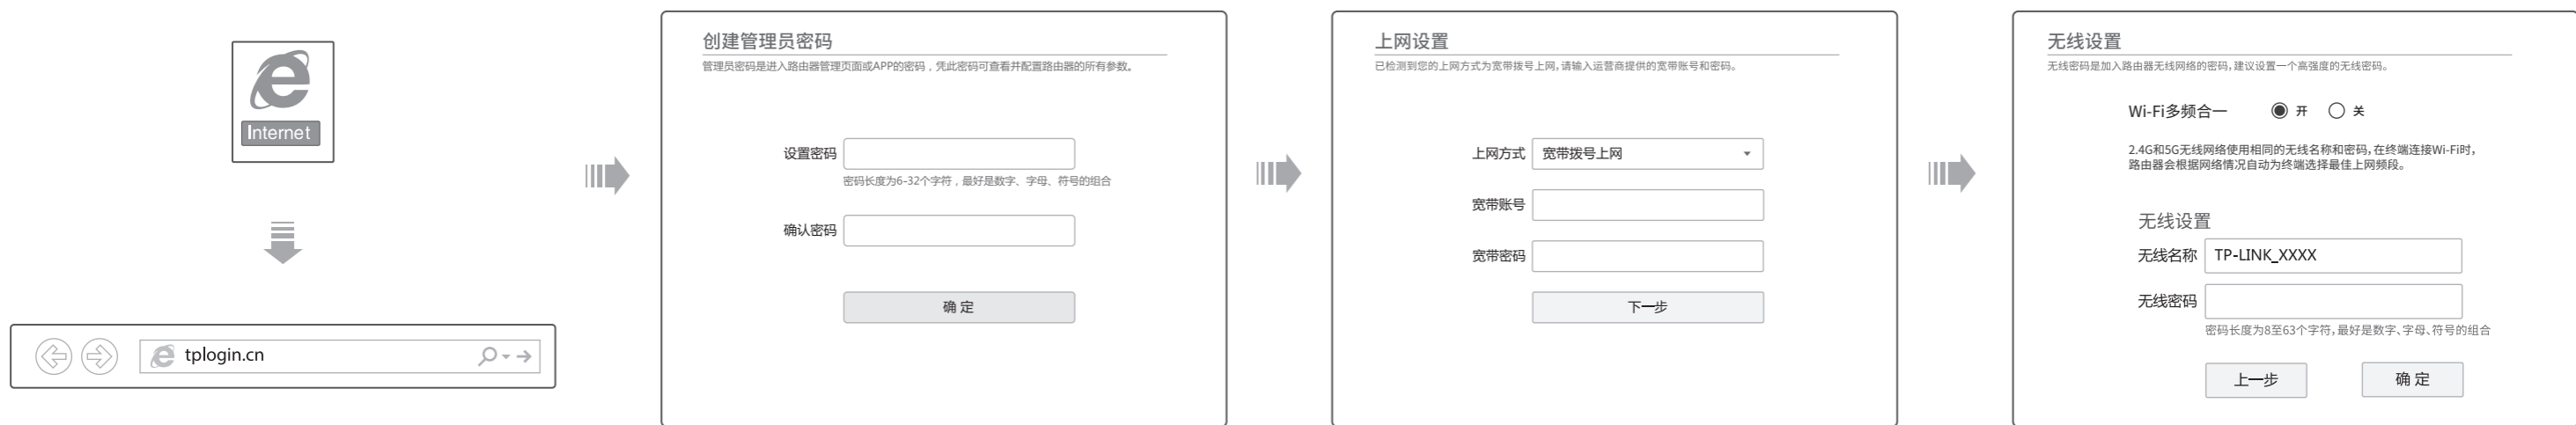 Internet
tplogin.cn
创建管理员密码
管理员密码是进入路由器管理页面或APP的密码，凭此密码可查看并配置路由器的所有参数。
设置密码
密码长度为6-32个字符，最好是数字、字母、符号的组合
确认密码
确 定
上网设置
已检测到您的上网方式为宽带拨号上网,请输入运营商提供的宽带账号和密码。
上网方式 宽带拨号上网
宽带账号
宽带密码
下一步
无线设置
无线密码是加入路由器无线网络的密码,建议设置一个高强度的无线密码。
Wi-Fi多频合一 开 关
2.4G和5G无线网络使用相同的无线名称和密码,在终端连接Wi-Fi时,
路由器会根据网络情况自动为终端选择最佳上网频段。
无线设置
无线名称 TP-LINK_XXXX
无线密码
密码长度为8至63个字符,最好是数字、字母、符号的组合
上一步 确 定